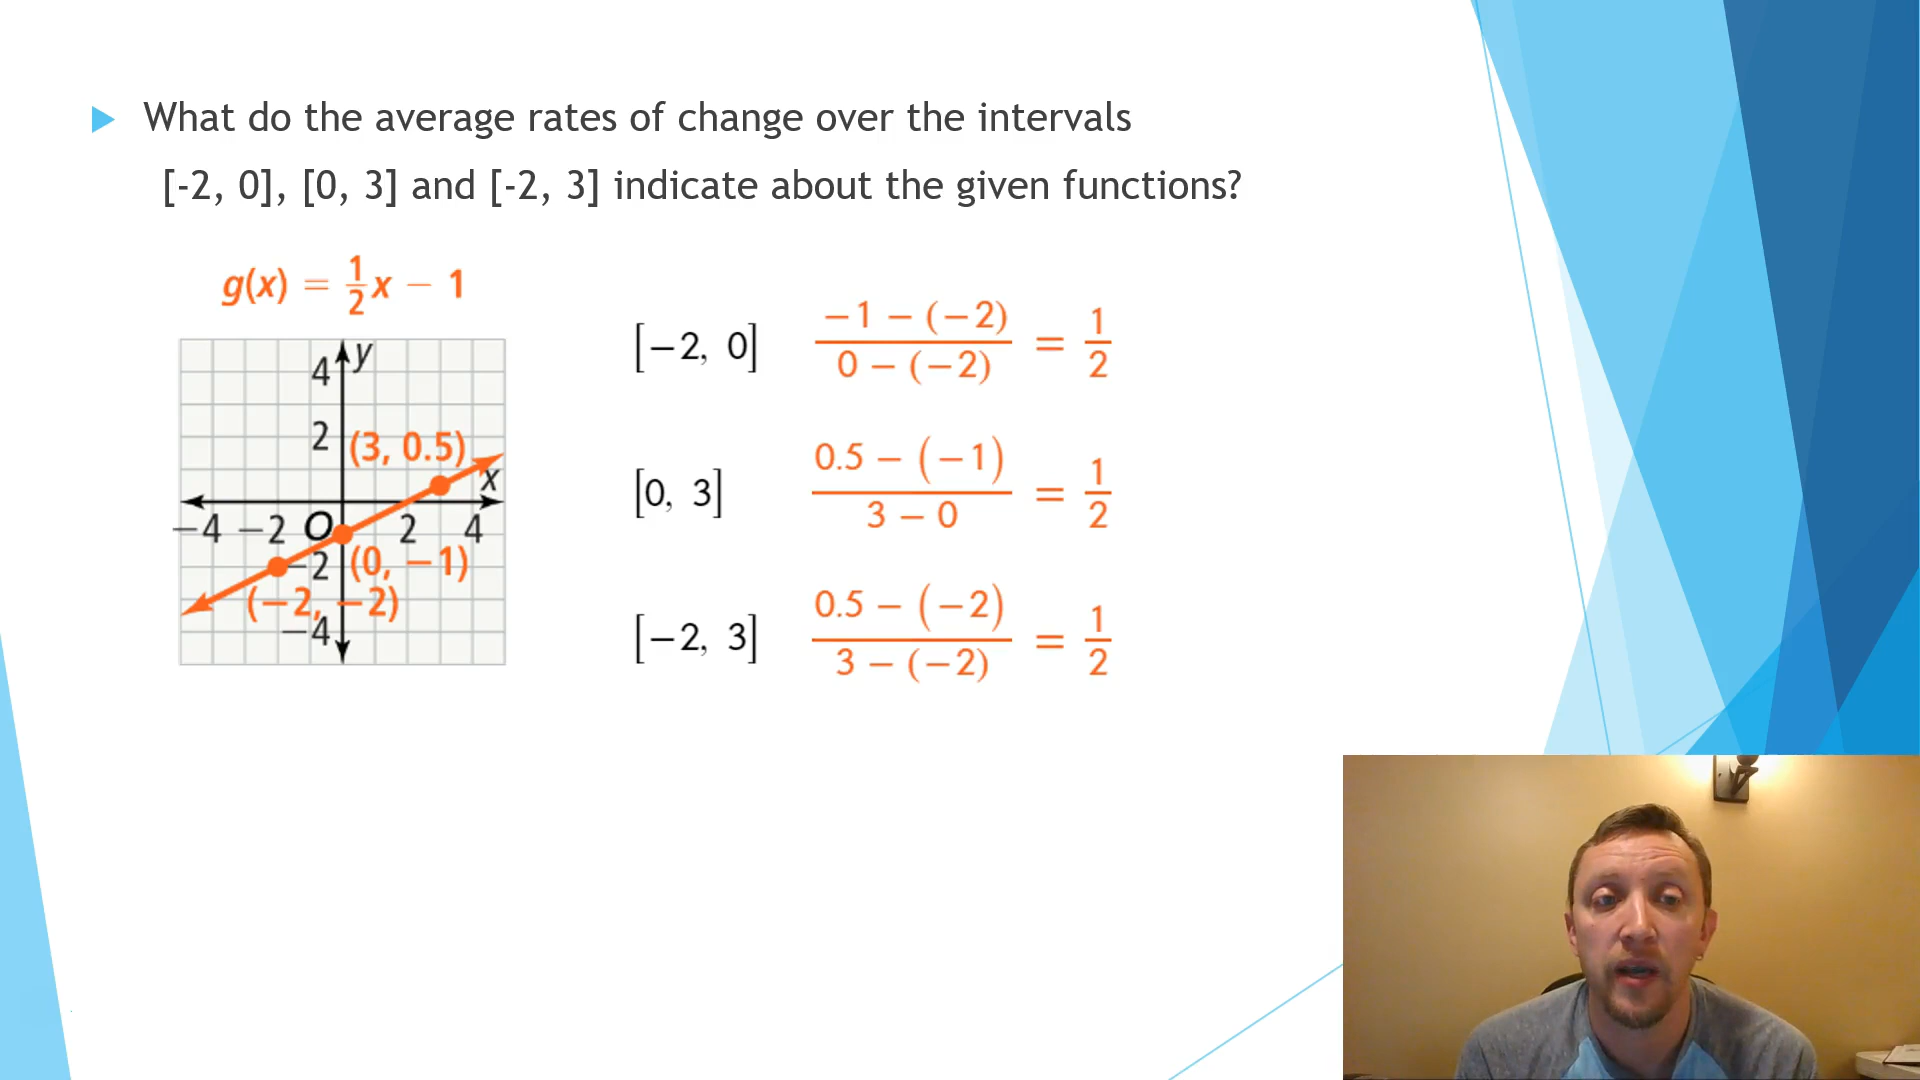 What do the average rates of change over the intervals
[-2, 0], [0, 3] and [-2, 3] indicate about the given functions?
g(x) = 1/2 x − 1
4 y
2 (3, 0.5)
x
−4 −2 O 2 4
−2 (0, −1)
(−2, −2)
−4
[−2, 0] (−1 − (−2))/(0 − (−2)) = 1/2
[0, 3] (0.5 − (−1))/(3 − 0) = 1/2
[−2, 3] (0.5 − (−2))/(3 − (−2)) = 1/2